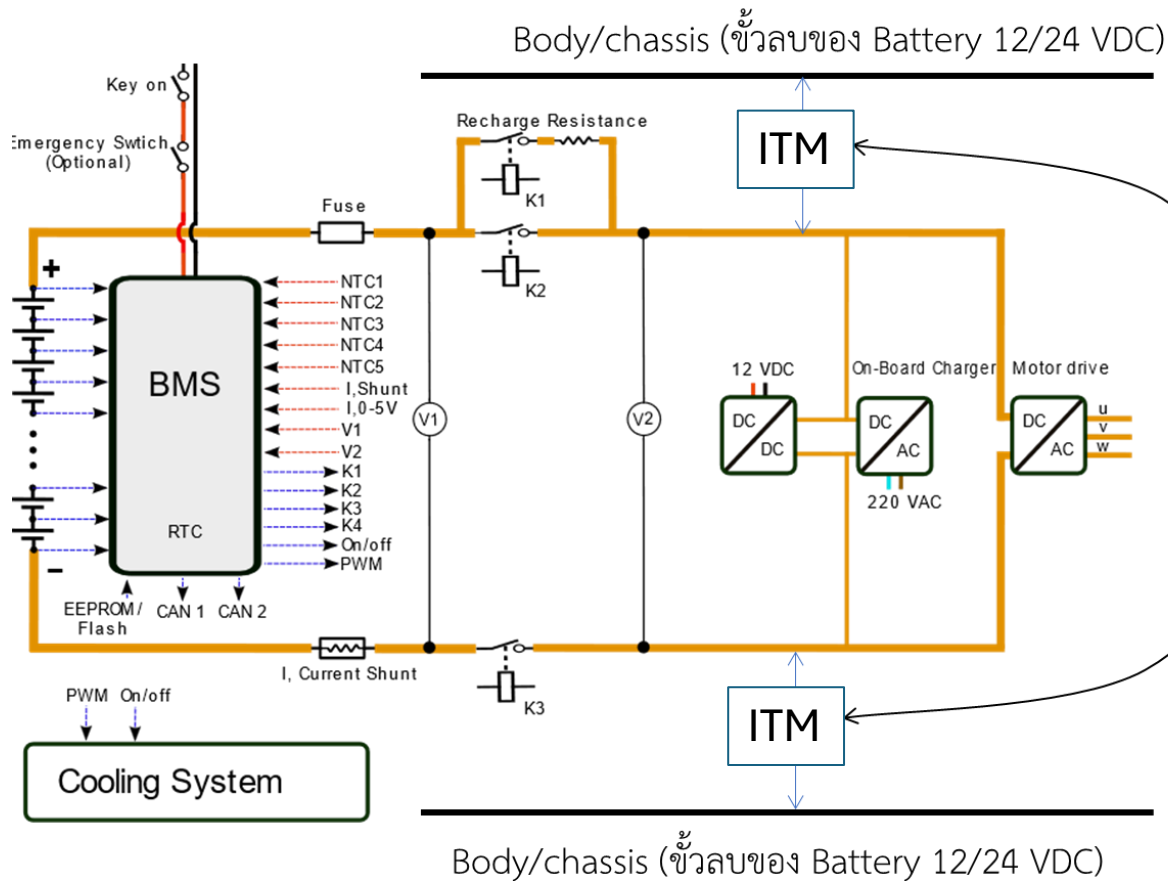 Body/chassis (ขั้วลบของ Battery 12/24 VDC)
Key on
Emergency Swtich
(Optional)
Recharge Resistance
ITM
K1
Fuse
K2
+
NTC1
NTC2
NTC3
NTC4
NTC5
I,Shunt
I,0-5V
V1
V2
K1
K2
K3
K4
On/off
PWM
BMS
RTC
V1
V2
12 VDC
On-Board Charger
Motor drive
DC
DC
DC
AC
DC
AC
u
v
w
220 VAC
−
EEPROM/
Flash
CAN 1
CAN 2
I, Current Shunt
K3
ITM
PWM
On/off
Cooling System
Body/chassis (ขั้วลบของ Battery 12/24 VDC)